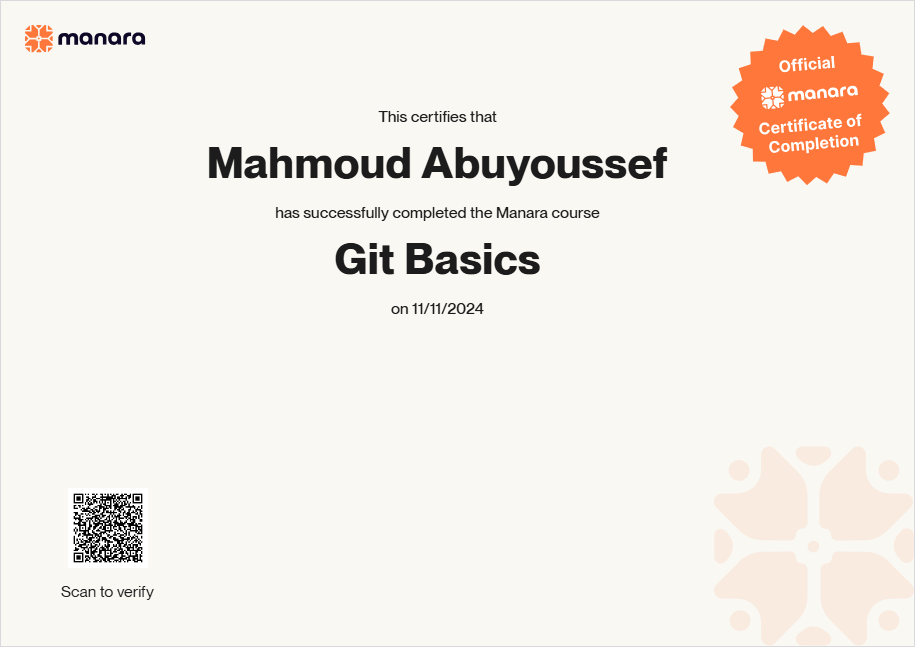 manara
Official
manara
Certificate of
Completion
This certifies that
Mahmoud Abuyoussef
has successfully completed the Manara course
Git Basics
on 11/11/2024
Scan to verify